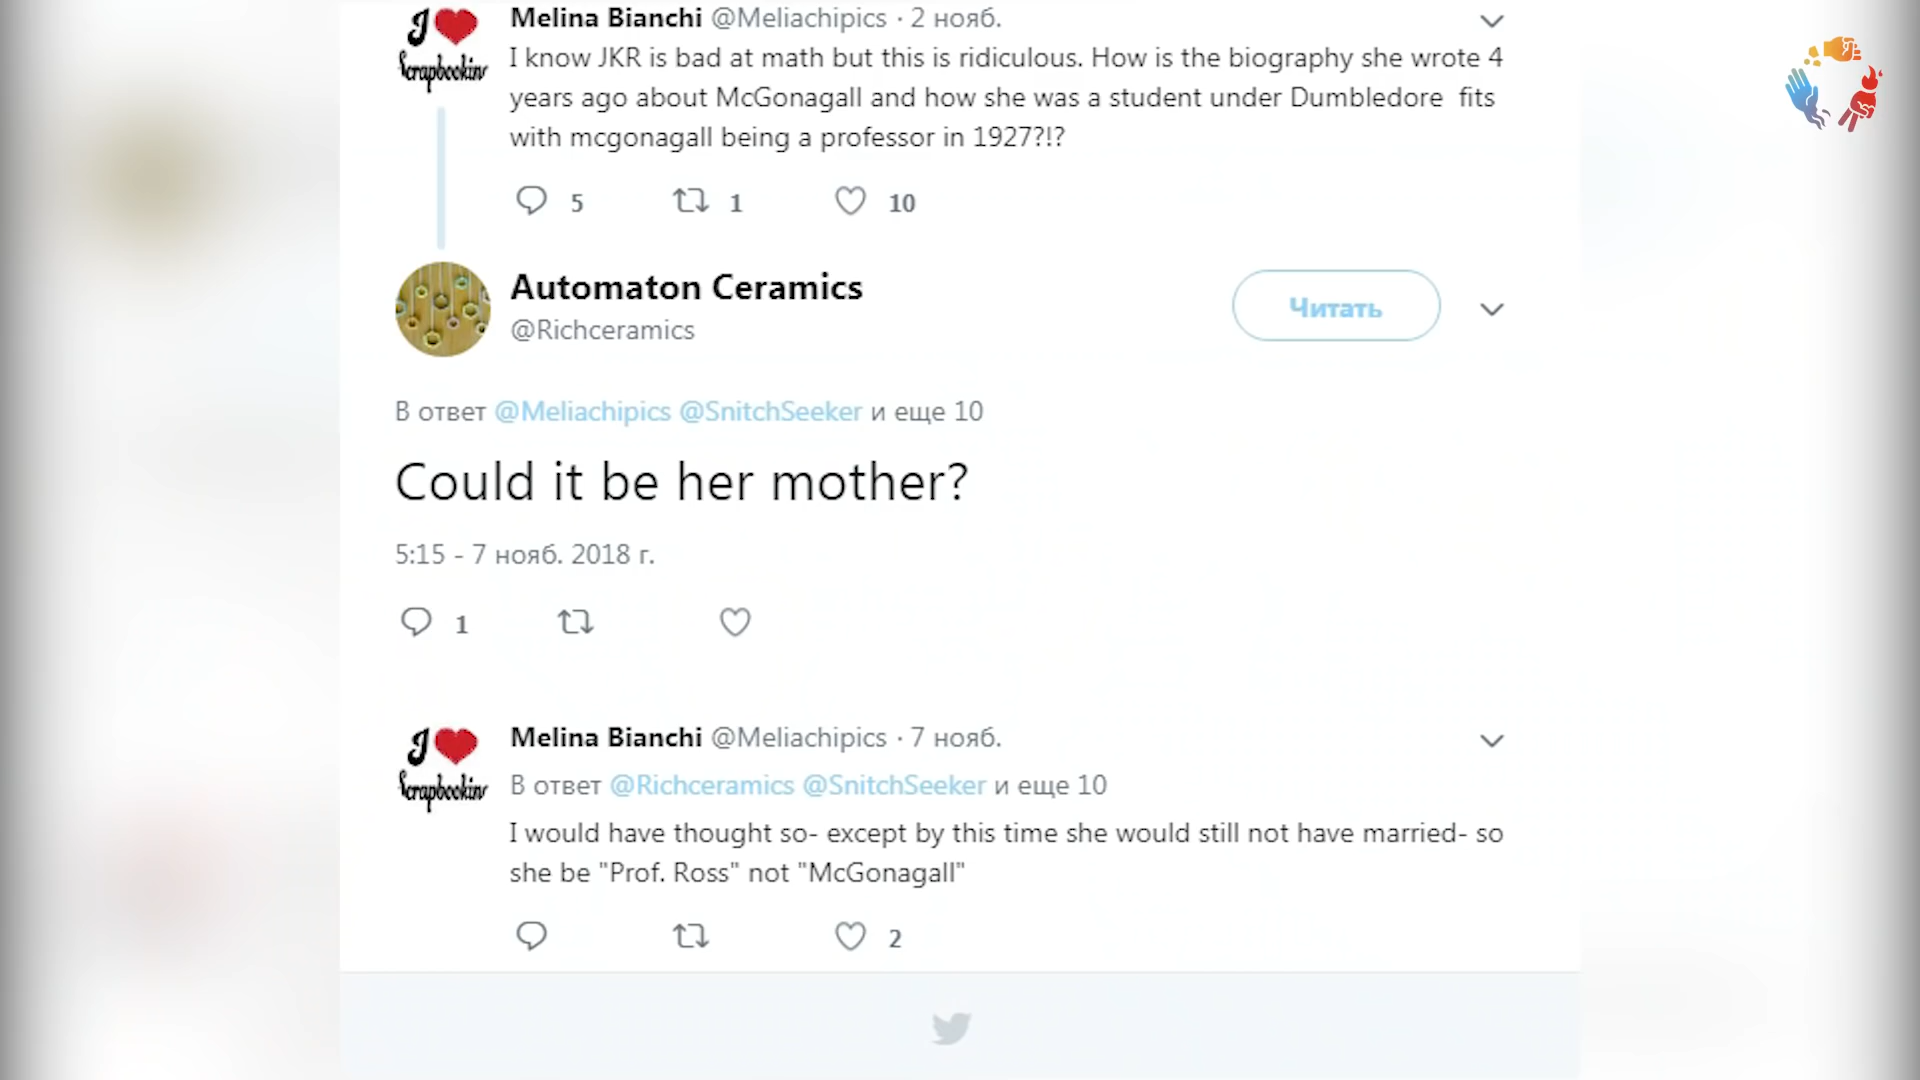 I
Scrapbooking
Melina Bianchi @Meliachipics · 2 нояб.
I know JKR is bad at math but this is ridiculous. How is the biography she wrote 4
years ago about McGonagall and how she was a student under Dumbledore fits
with mcgonagall being a professor in 1927?!?
5 1 10
Automaton Ceramics
@Richceramics
Читать
В ответ @Meliachipics @SnitchSeeker и еще 10
Could it be her mother?
5:15 - 7 нояб. 2018 г.
1
I
Scrapbooking
Melina Bianchi @Meliachipics · 7 нояб.
В ответ @Richceramics @SnitchSeeker и еще 10
I would have thought so- except by this time she would still not have married- so
she be "Prof. Ross" not "McGonagall"
2